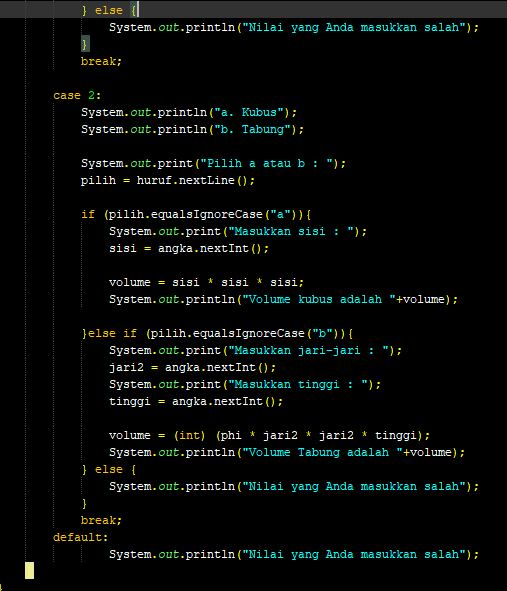 } else {
System.out.println("Nilai yang Anda masukkan salah");
}
break;
case 2:
System.out.println("a. Kubus");
System.out.println("b. Tabung");
System.out.print("Pilih a atau b : ");
pilih = huruf.nextLine();
if (pilih.equalsIgnoreCase("a")){
System.out.print("Masukkan sisi : ");
sisi = angka.nextInt();
volume = sisi * sisi * sisi;
System.out.println("Volume kubus adalah "+volume);
}else if (pilih.equalsIgnoreCase("b")){
System.out.print("Masukkan jari-jari : ");
jari2 = angka.nextInt();
System.out.print("Masukkan tinggi : ");
tinggi = angka.nextInt();
volume = (int) (phi * jari2 * jari2 * tinggi);
System.out.println("Volume Tabung adalah "+volume);
} else {
System.out.println("Nilai yang Anda masukkan salah");
}
break;
default:
System.out.println("Nilai yang Anda masukkan salah");